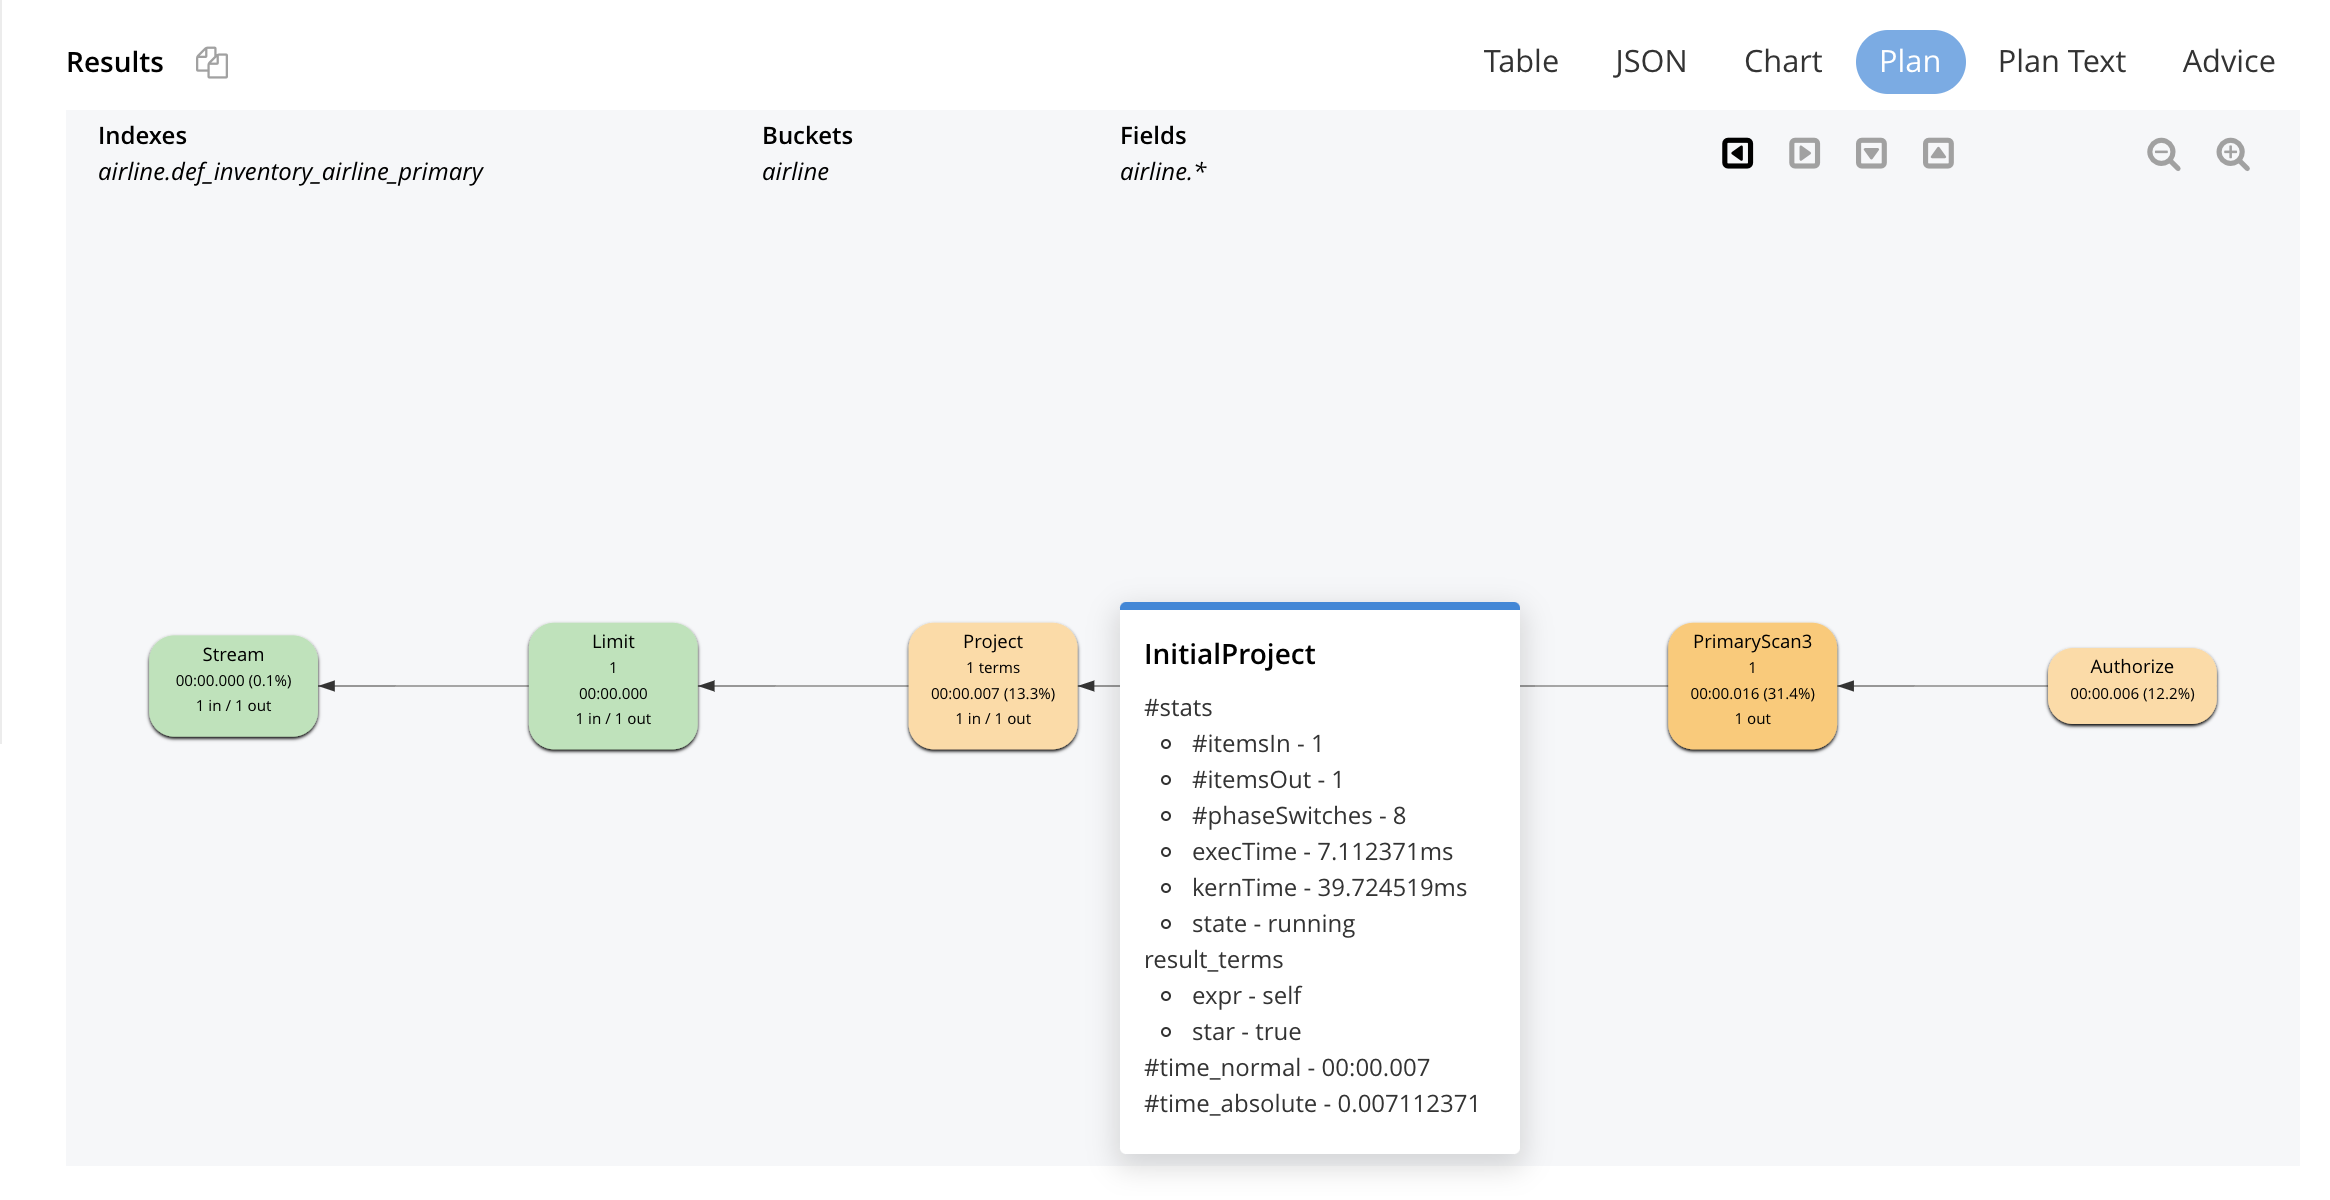 Results
Table JSON Chart Plan Plan Text Advice
Indexes
airline.def_inventory_airline_primary
Buckets
airline
Fields
airline.*
Stream
00:00.000 (0.1%)
1 in / 1 out
Limit
1
00:00.000
1 in / 1 out
Project
1 terms
00:00.007 (13.3%)
1 in / 1 out
InitialProject
#stats
#itemsIn - 1
#itemsOut - 1
#phaseSwitches - 8
execTime - 7.112371ms
kernTime - 39.724519ms
state - running
result_terms
expr - self
star - true
#time_normal - 00:00.007
#time_absolute - 0.007112371
PrimaryScan3
1
00:00.016 (31.4%)
1 out
Authorize
00:00.006 (12.2%)